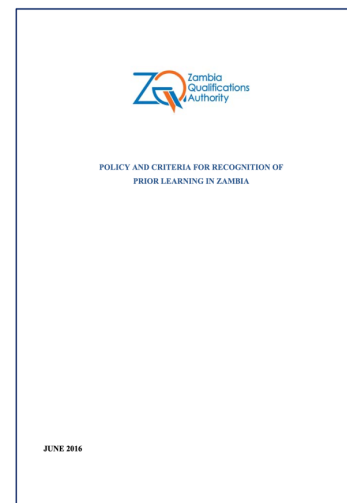 Zambia
Qualifications
Authority
POLICY AND CRITERIA FOR RECOGNITION OF
PRIOR LEARNING IN ZAMBIA
JUNE 2016